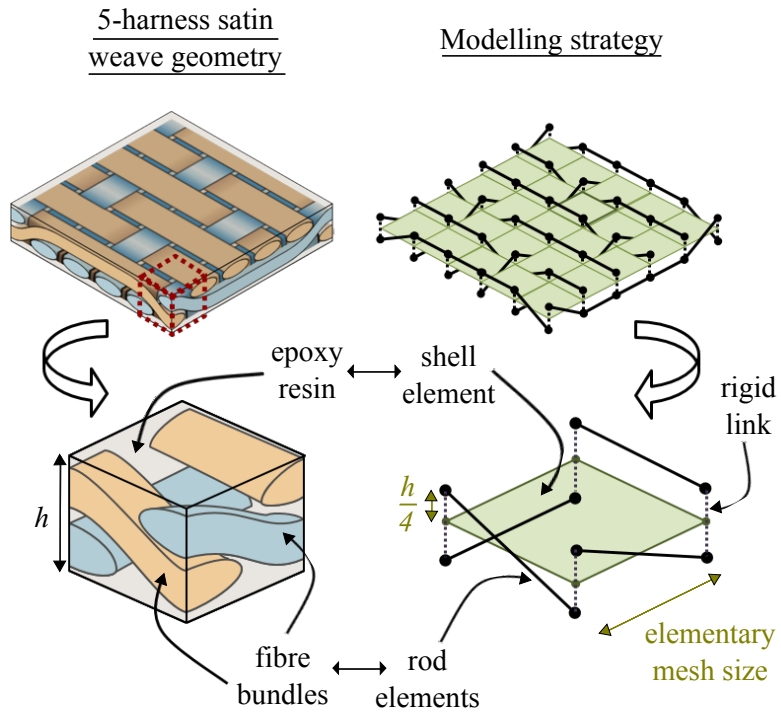 5-harness satin
weave geometry
Modelling strategy
epoxy
resin
shell
element
rigid
link
h
h
4
fibre
bundles
rod
elements
elementary
mesh size